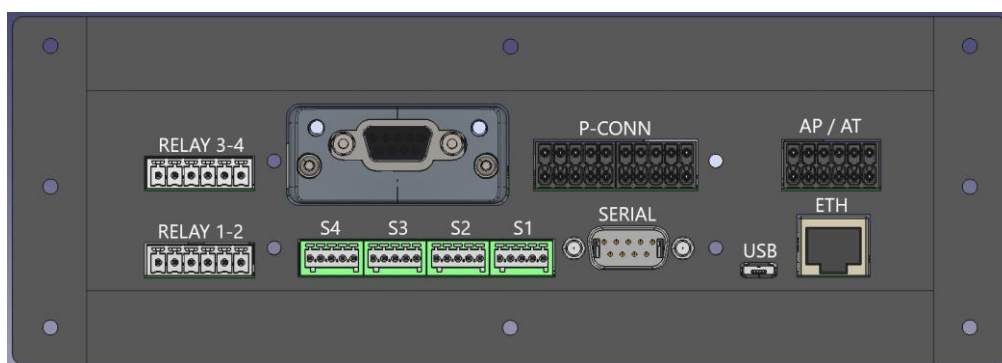 P-CONN
AP / AT
RELAY 3-4
ETH
SERIAL
S4
S3
S2
S1
RELAY 1-2
USB